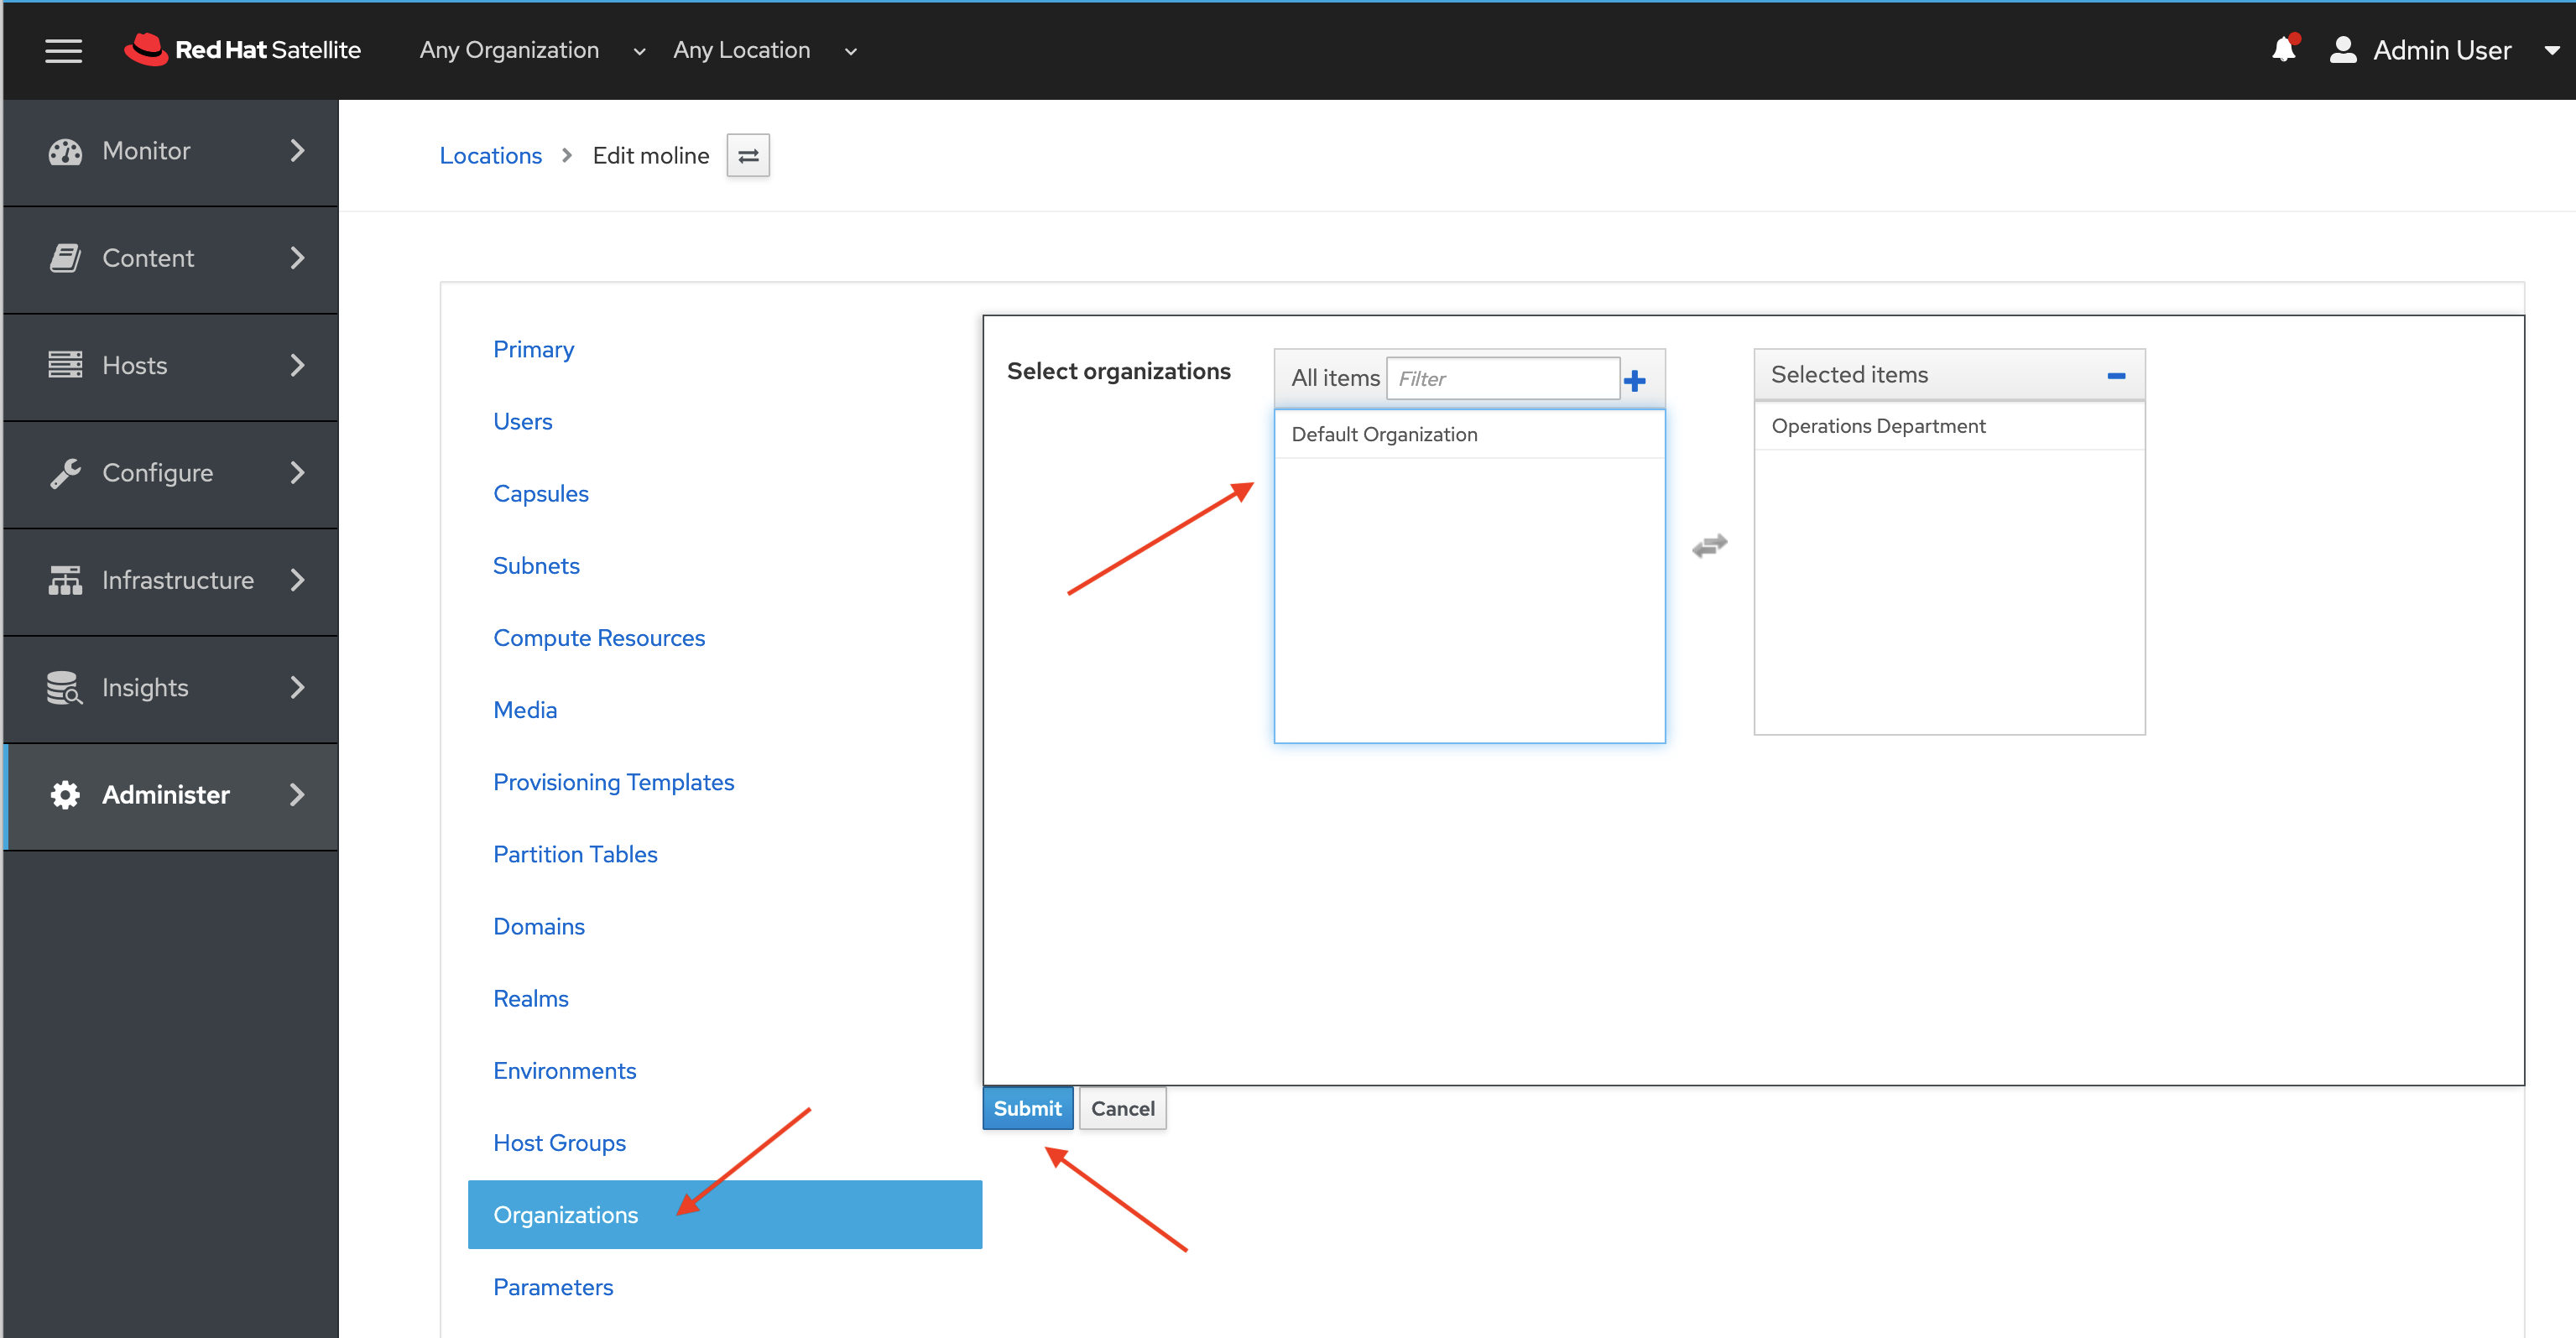 Red Hat Satellite
Any Organization
Any Location
Admin User
Monitor
Content
Hosts
Configure
Infrastructure
Insights
Administer
Locations > Edit moline
Primary
Users
Capsules
Subnets
Compute Resources
Media
Provisioning Templates
Partition Tables
Domains
Realms
Environments
Host Groups
Organizations
Parameters
Select organizations
All items Filter
Default Organization
Selected items
Operations Department
Submit Cancel